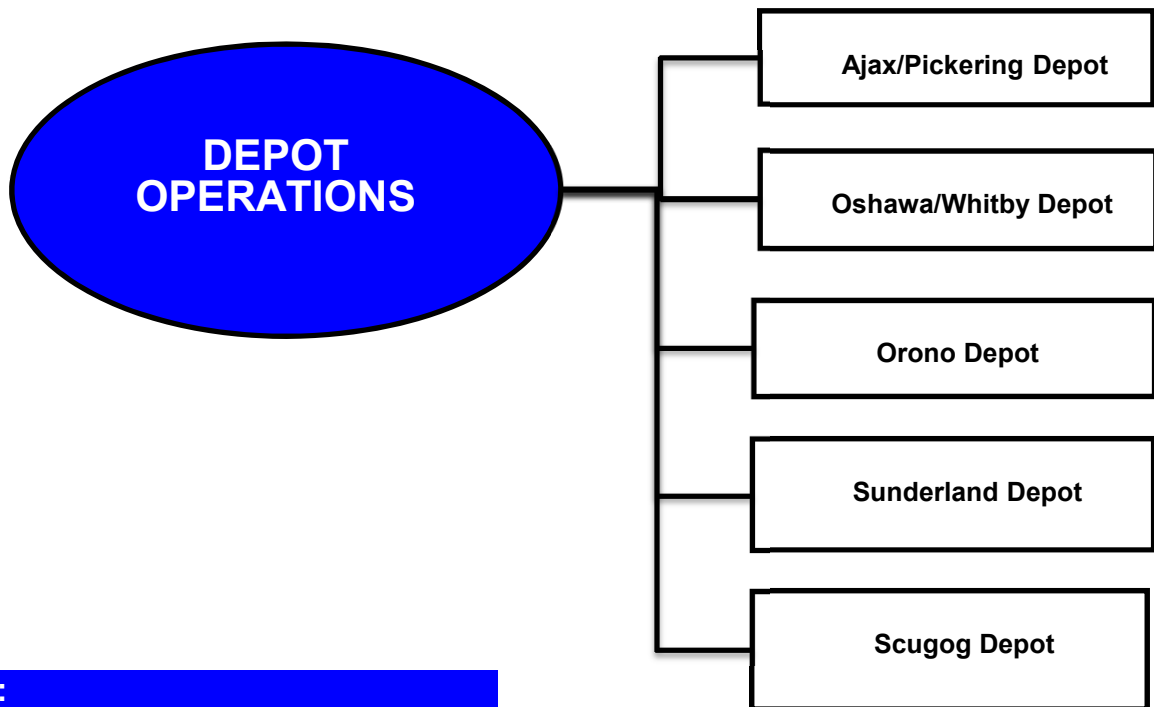 DEPOT
OPERATIONS
Ajax/Pickering Depot
Oshawa/Whitby Depot
Orono Depot
Sunderland Depot
Scugog Depot
: